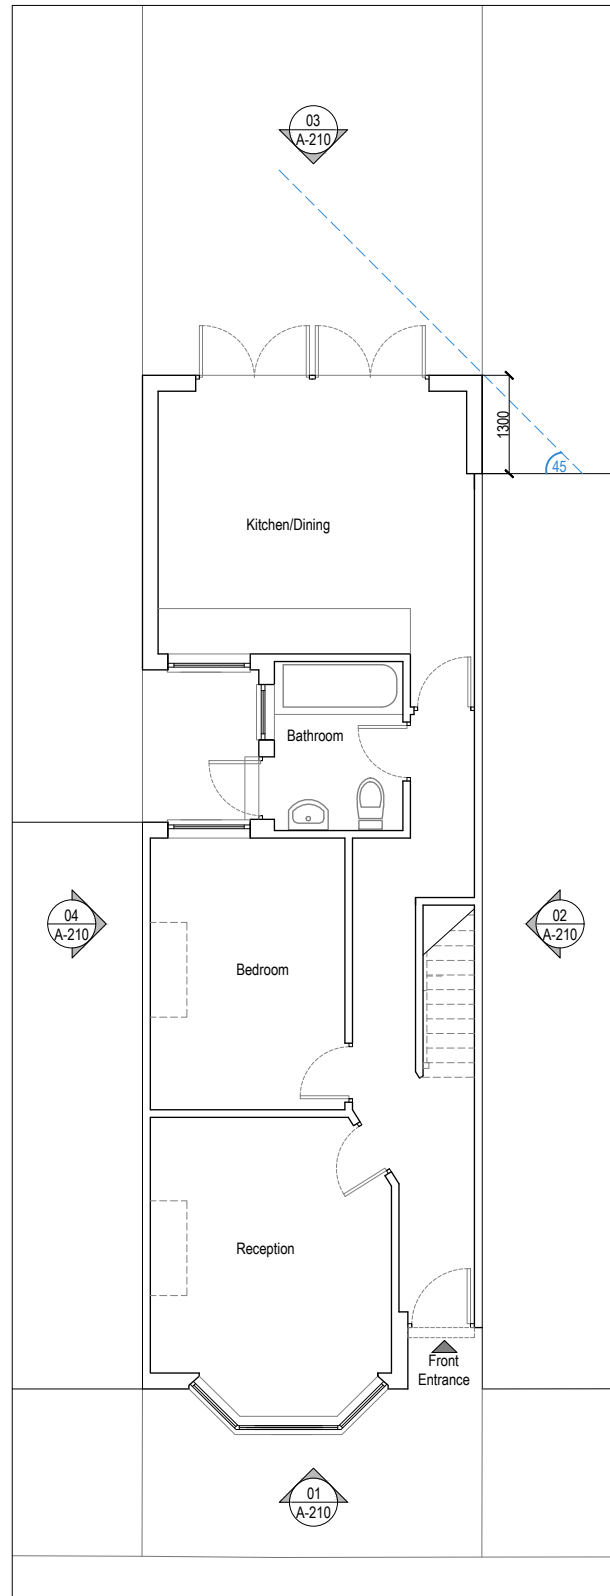 03
A-210
1300
45
Kitchen/Dining
Bathroom
04
A-210
02
A-210
Bedroom
Reception
Front
Entrance
01
A-210